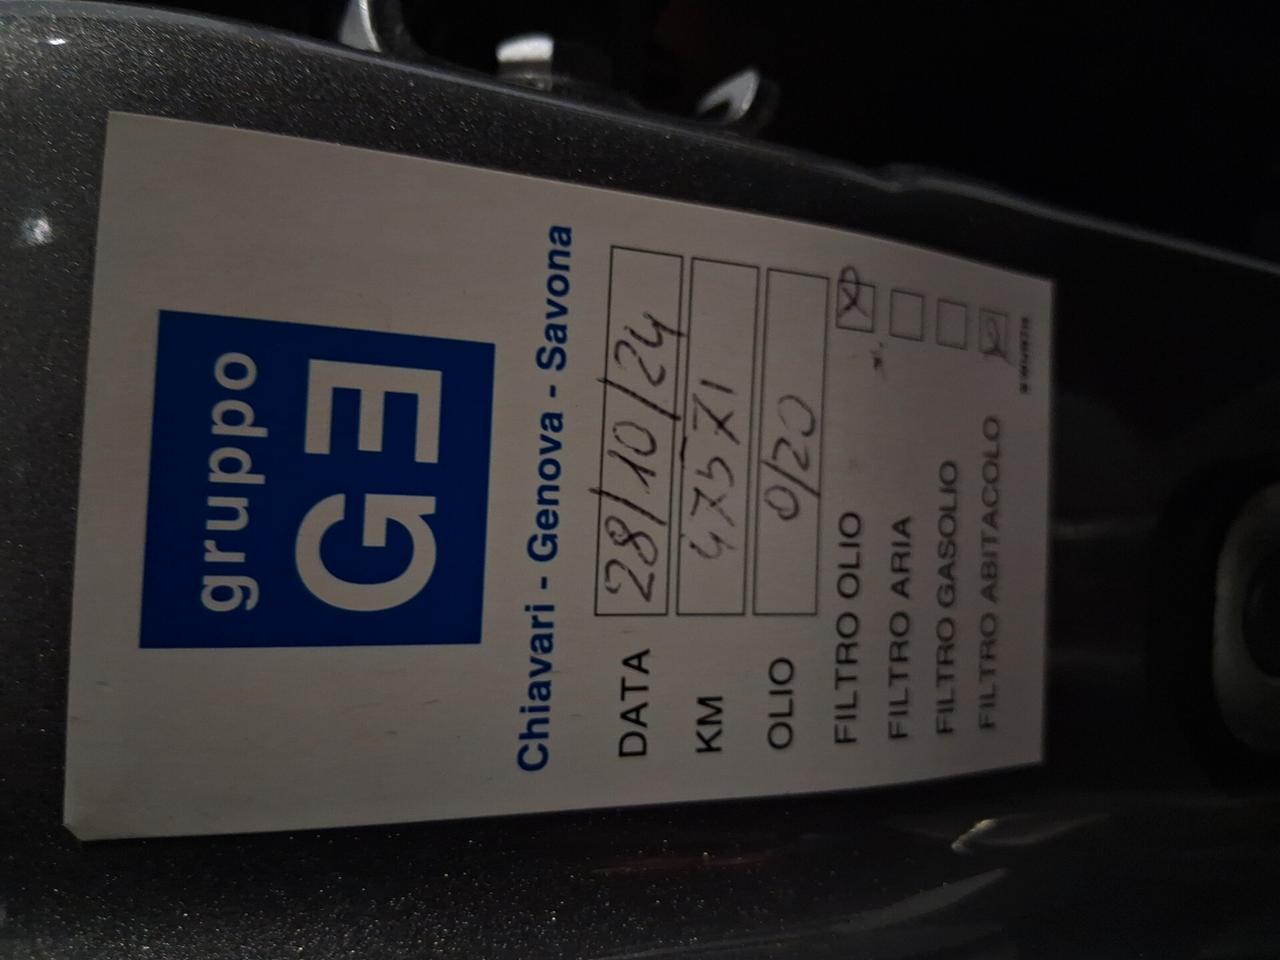 gruppo
GE
Chiavari - Genova - Savona
DATA 28/10/24
KM 47571
OLIO 0/20
FILTRO OLIO X
FILTRO ARIA
FILTRO GASOLIO
FILTRO ABITACOLO